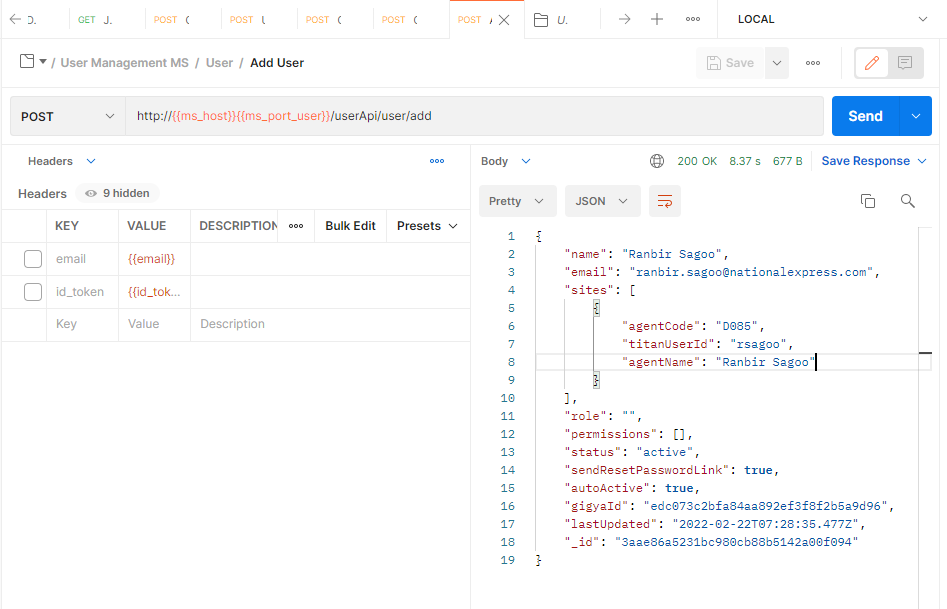 D.
GET J.
POST (
POST (
POST (
POST
U.
LOCAL
/ User Management MS / User / Add User
Save
POST
http://{{ms_host}}{{ms_port_user}}/userApi/user/add
Send
Headers
Body
200 OK 8.37 s 677 B
Save Response
Headers
9 hidden
Pretty
JSON
KEY VALUE DESCRIPTION
Bulk Edit
Presets
email {{email}}
id_token {{id_tok...
Key Value Description
1 {
2 "name": "Ranbir Sagoo",
3 "email": "ranbir.sagoo@nationalexpress.com",
4 "sites": [
5 {
6 "agentCode": "D085",
7 "titanUserId": "rsagoo",
8 "agentName": "Ranbir Sagoo"
9 }
10 ],
11 "role": "",
12 "permissions": [],
13 "status": "active",
14 "sendResetPasswordLink": true,
15 "autoActive": true,
16 "gigyaId": "edc073c2bfa84aa892ef3f8f2b5a9d96",
17 "lastUpdated": "2022-02-22T07:28:35.477Z",
18 "_id": "3aae86a5231bc980cb88b5142a00f094"
19 }